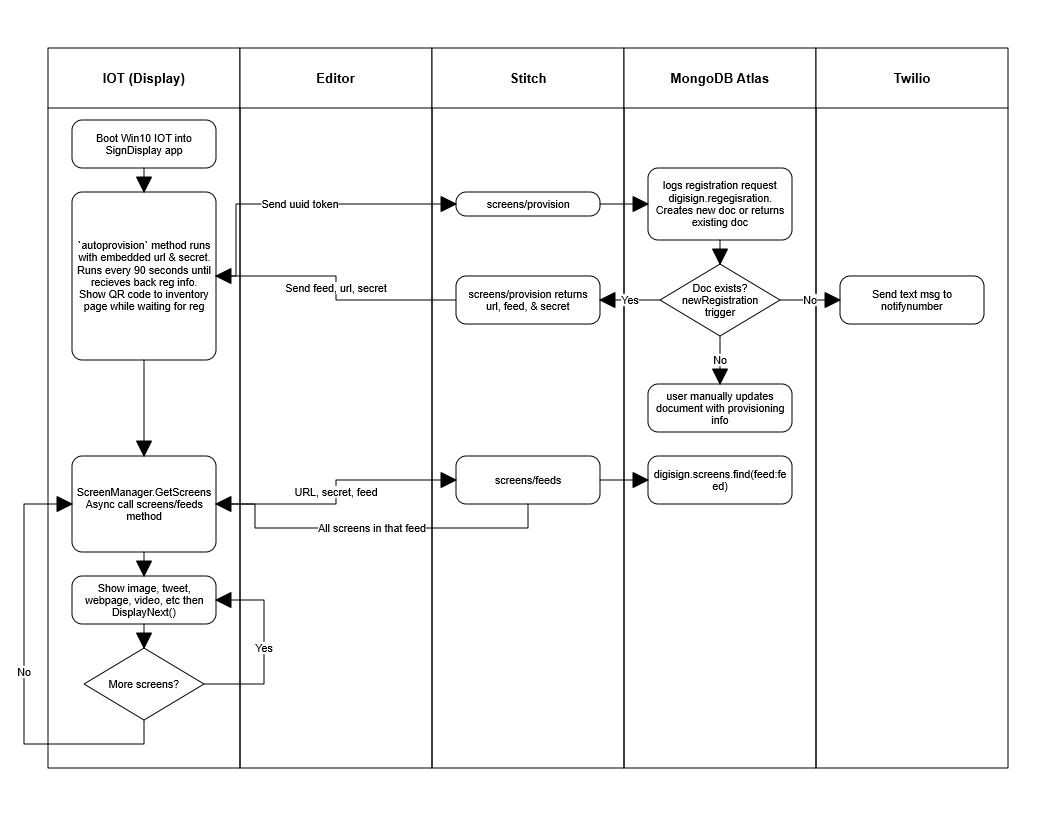 IOT (Display)
Editor
Stitch
MongoDB Atlas
Twilio
Boot Win10 IOT into
SignDisplay app
`autoprovision` method runs
with embedded url & secret.
Runs every 90 seconds until
recieves back reg info.
Show QR code to inventory
page while waiting for reg
Send uuid token
screens/provision
logs registration request
digisign.regegisration.
Creates new doc or returns
existing doc
Send feed, url, secret
screens/provision returns
url, feed, & secret
Yes
Doc exists?
newRegistration
trigger
No
Send text msg to
notifynumber
No
user manually updates
document with provisioning
info
ScreenManager.GetScreens
Async call screens/feeds
method
URL, secret, feed
screens/feeds
digisign.screens.find(feed:fe
ed)
All screens in that feed
Show image, tweet,
webpage, video, etc then
DisplayNext()
Yes
More screens?
No